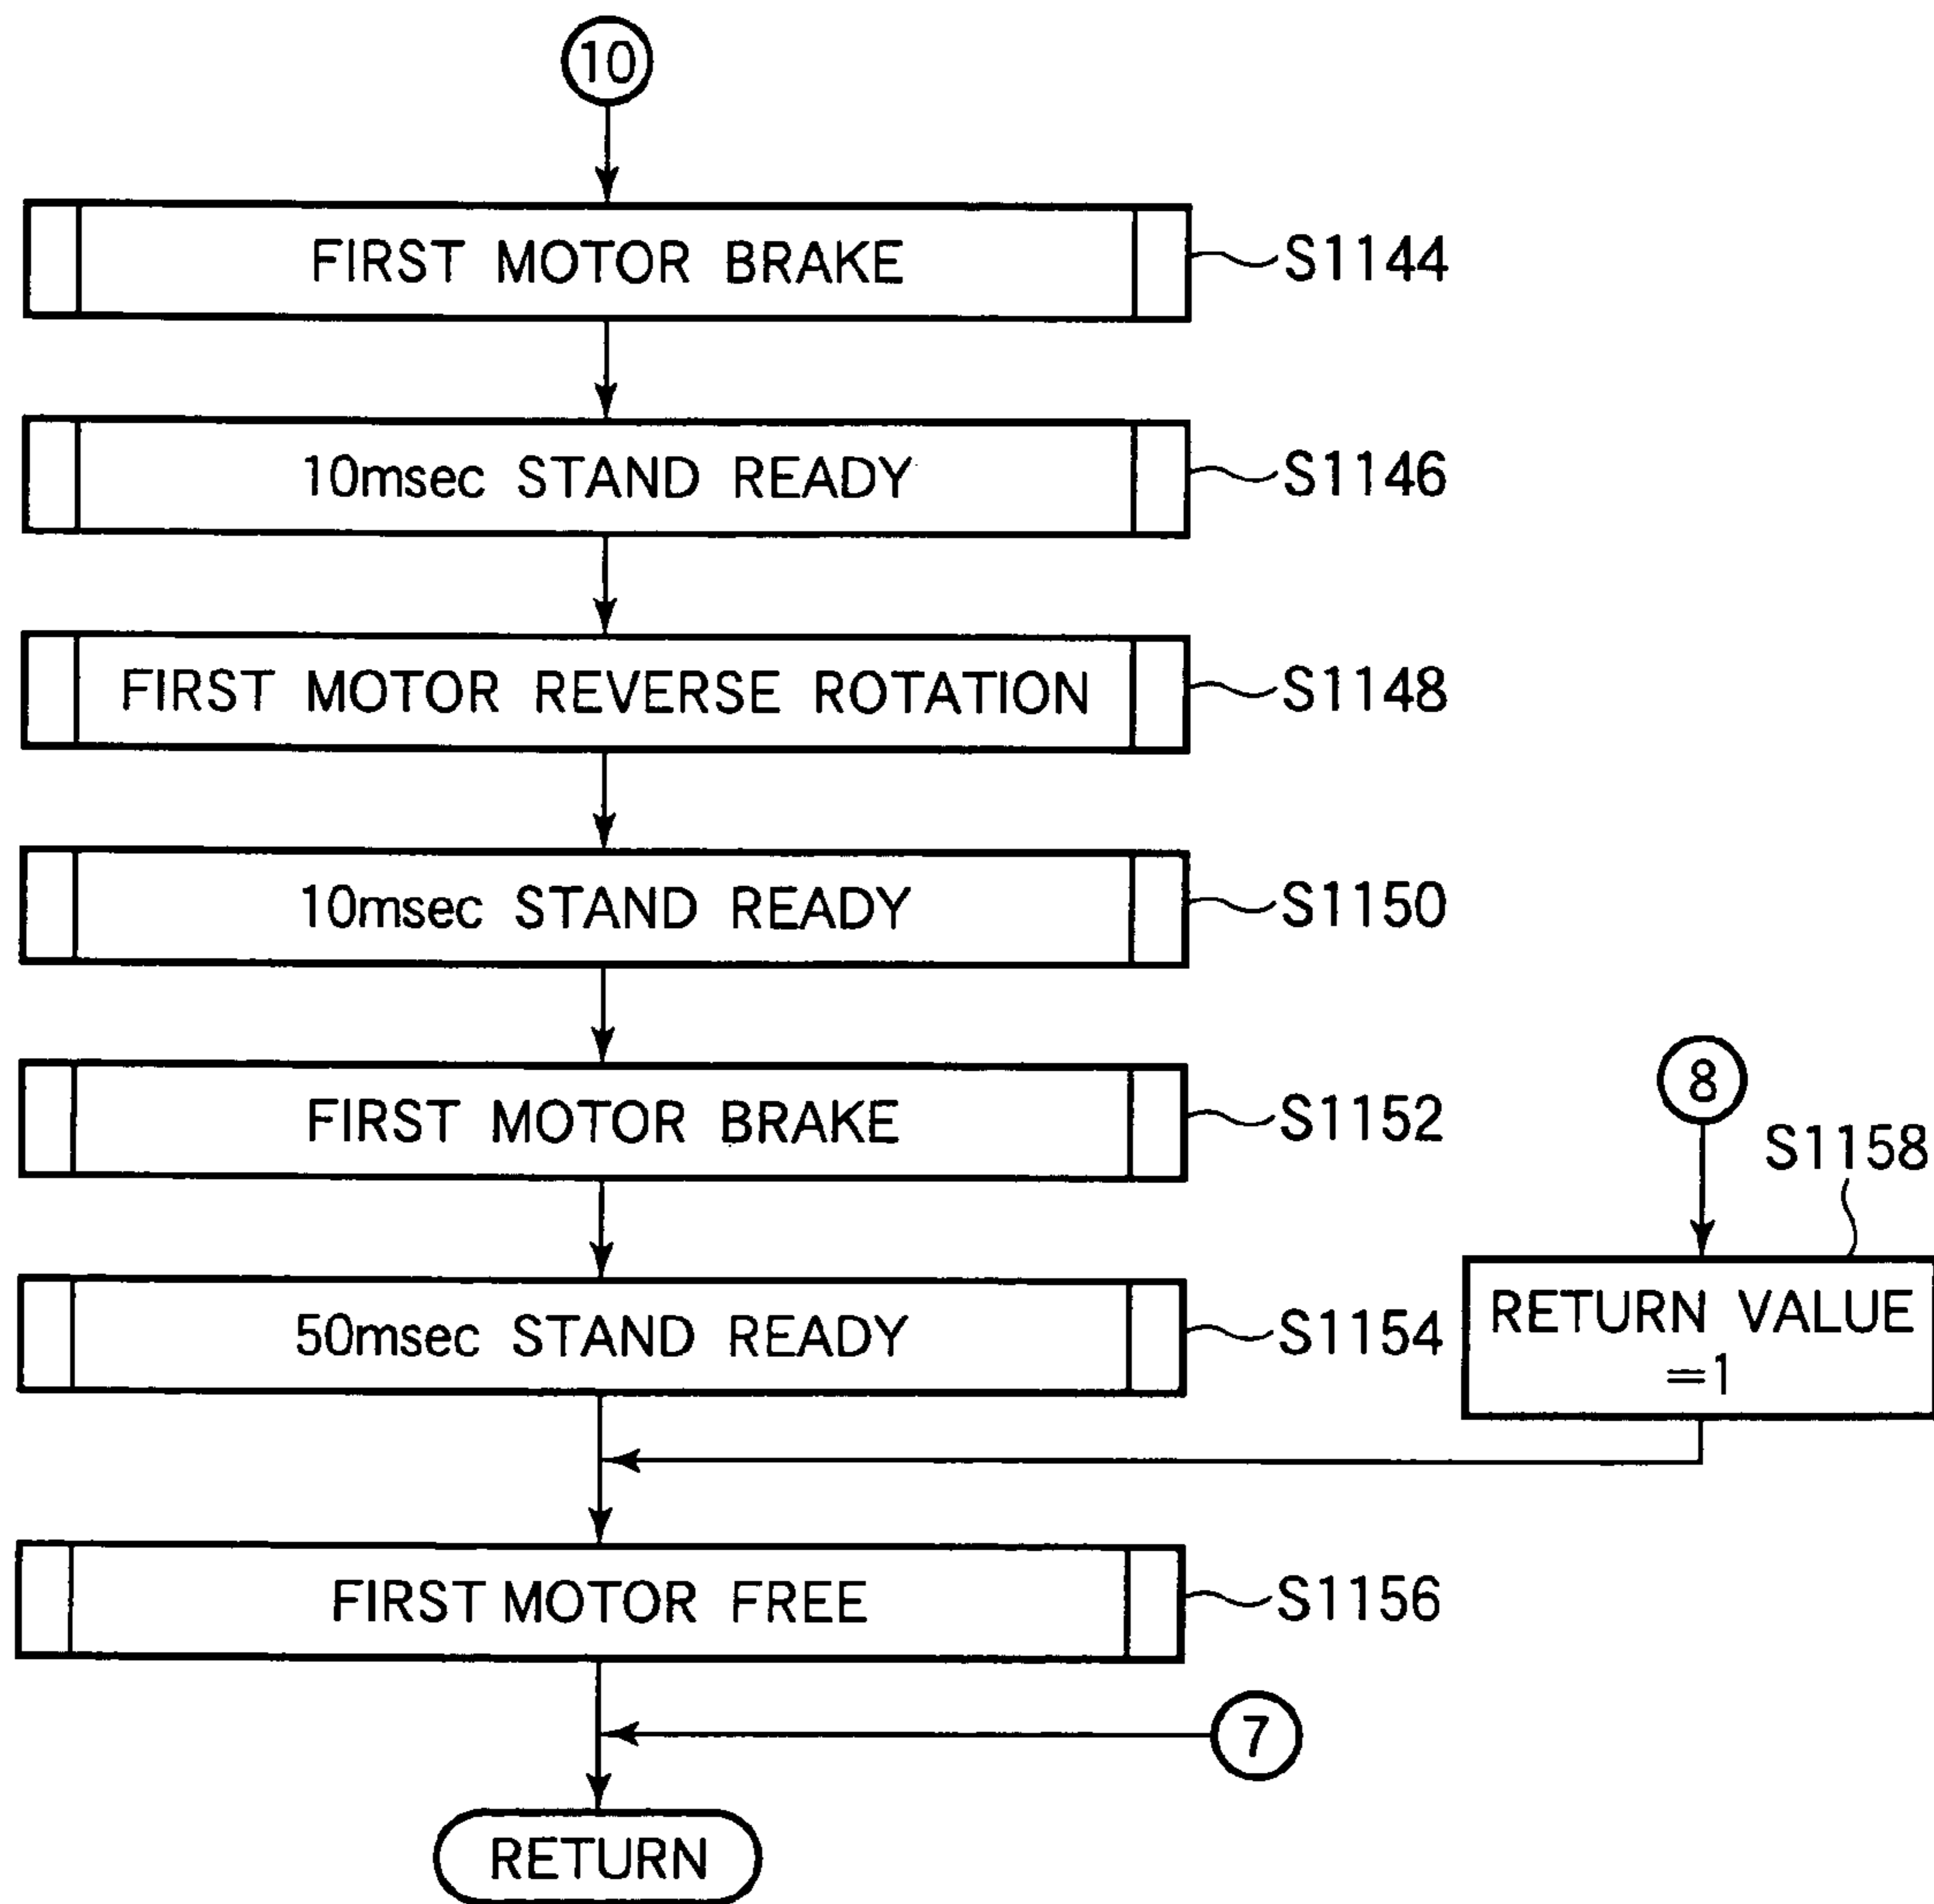 10
FIRST MOTOR BRAKE
S1144
10msec STAND READY
S1146
FIRST MOTOR REVERSE ROTATION
S1148
10msec STAND READY
S1150
FIRST MOTOR BRAKE
S1152
8
S1158
50msec STAND READY
S1154
RETURN VALUE
=1
FIRST MOTOR FREE
S1156
7
RETURN